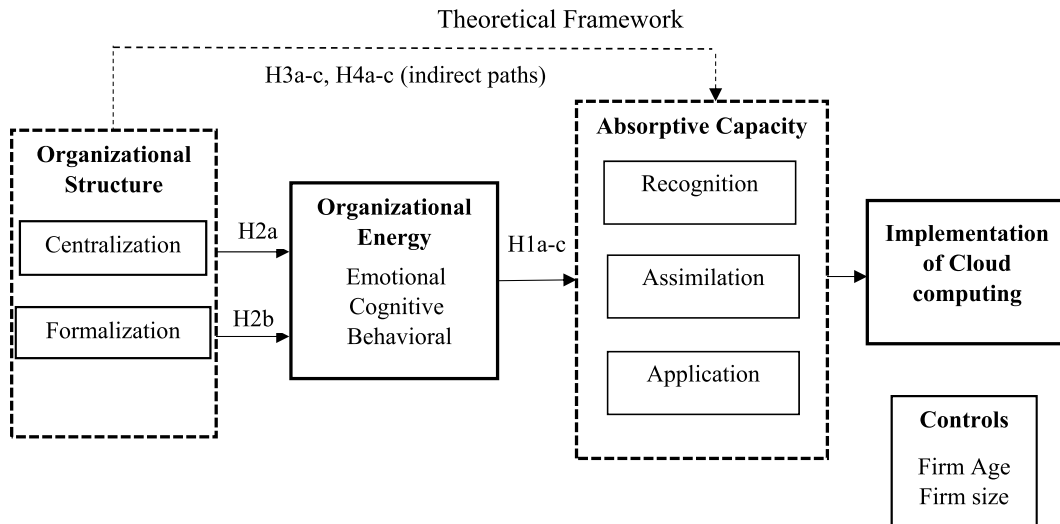 Theoretical Framework
H3a-c, H4a-c (indirect paths)
Organizational
Structure
Centralization
Formalization
H2a
H2b
Organizational
Energy
Emotional
Cognitive
Behavioral
H1a-c
Absorptive Capacity
Recognition
Assimilation
Application
Implementation
of Cloud
computing
Controls
Firm Age
Firm size